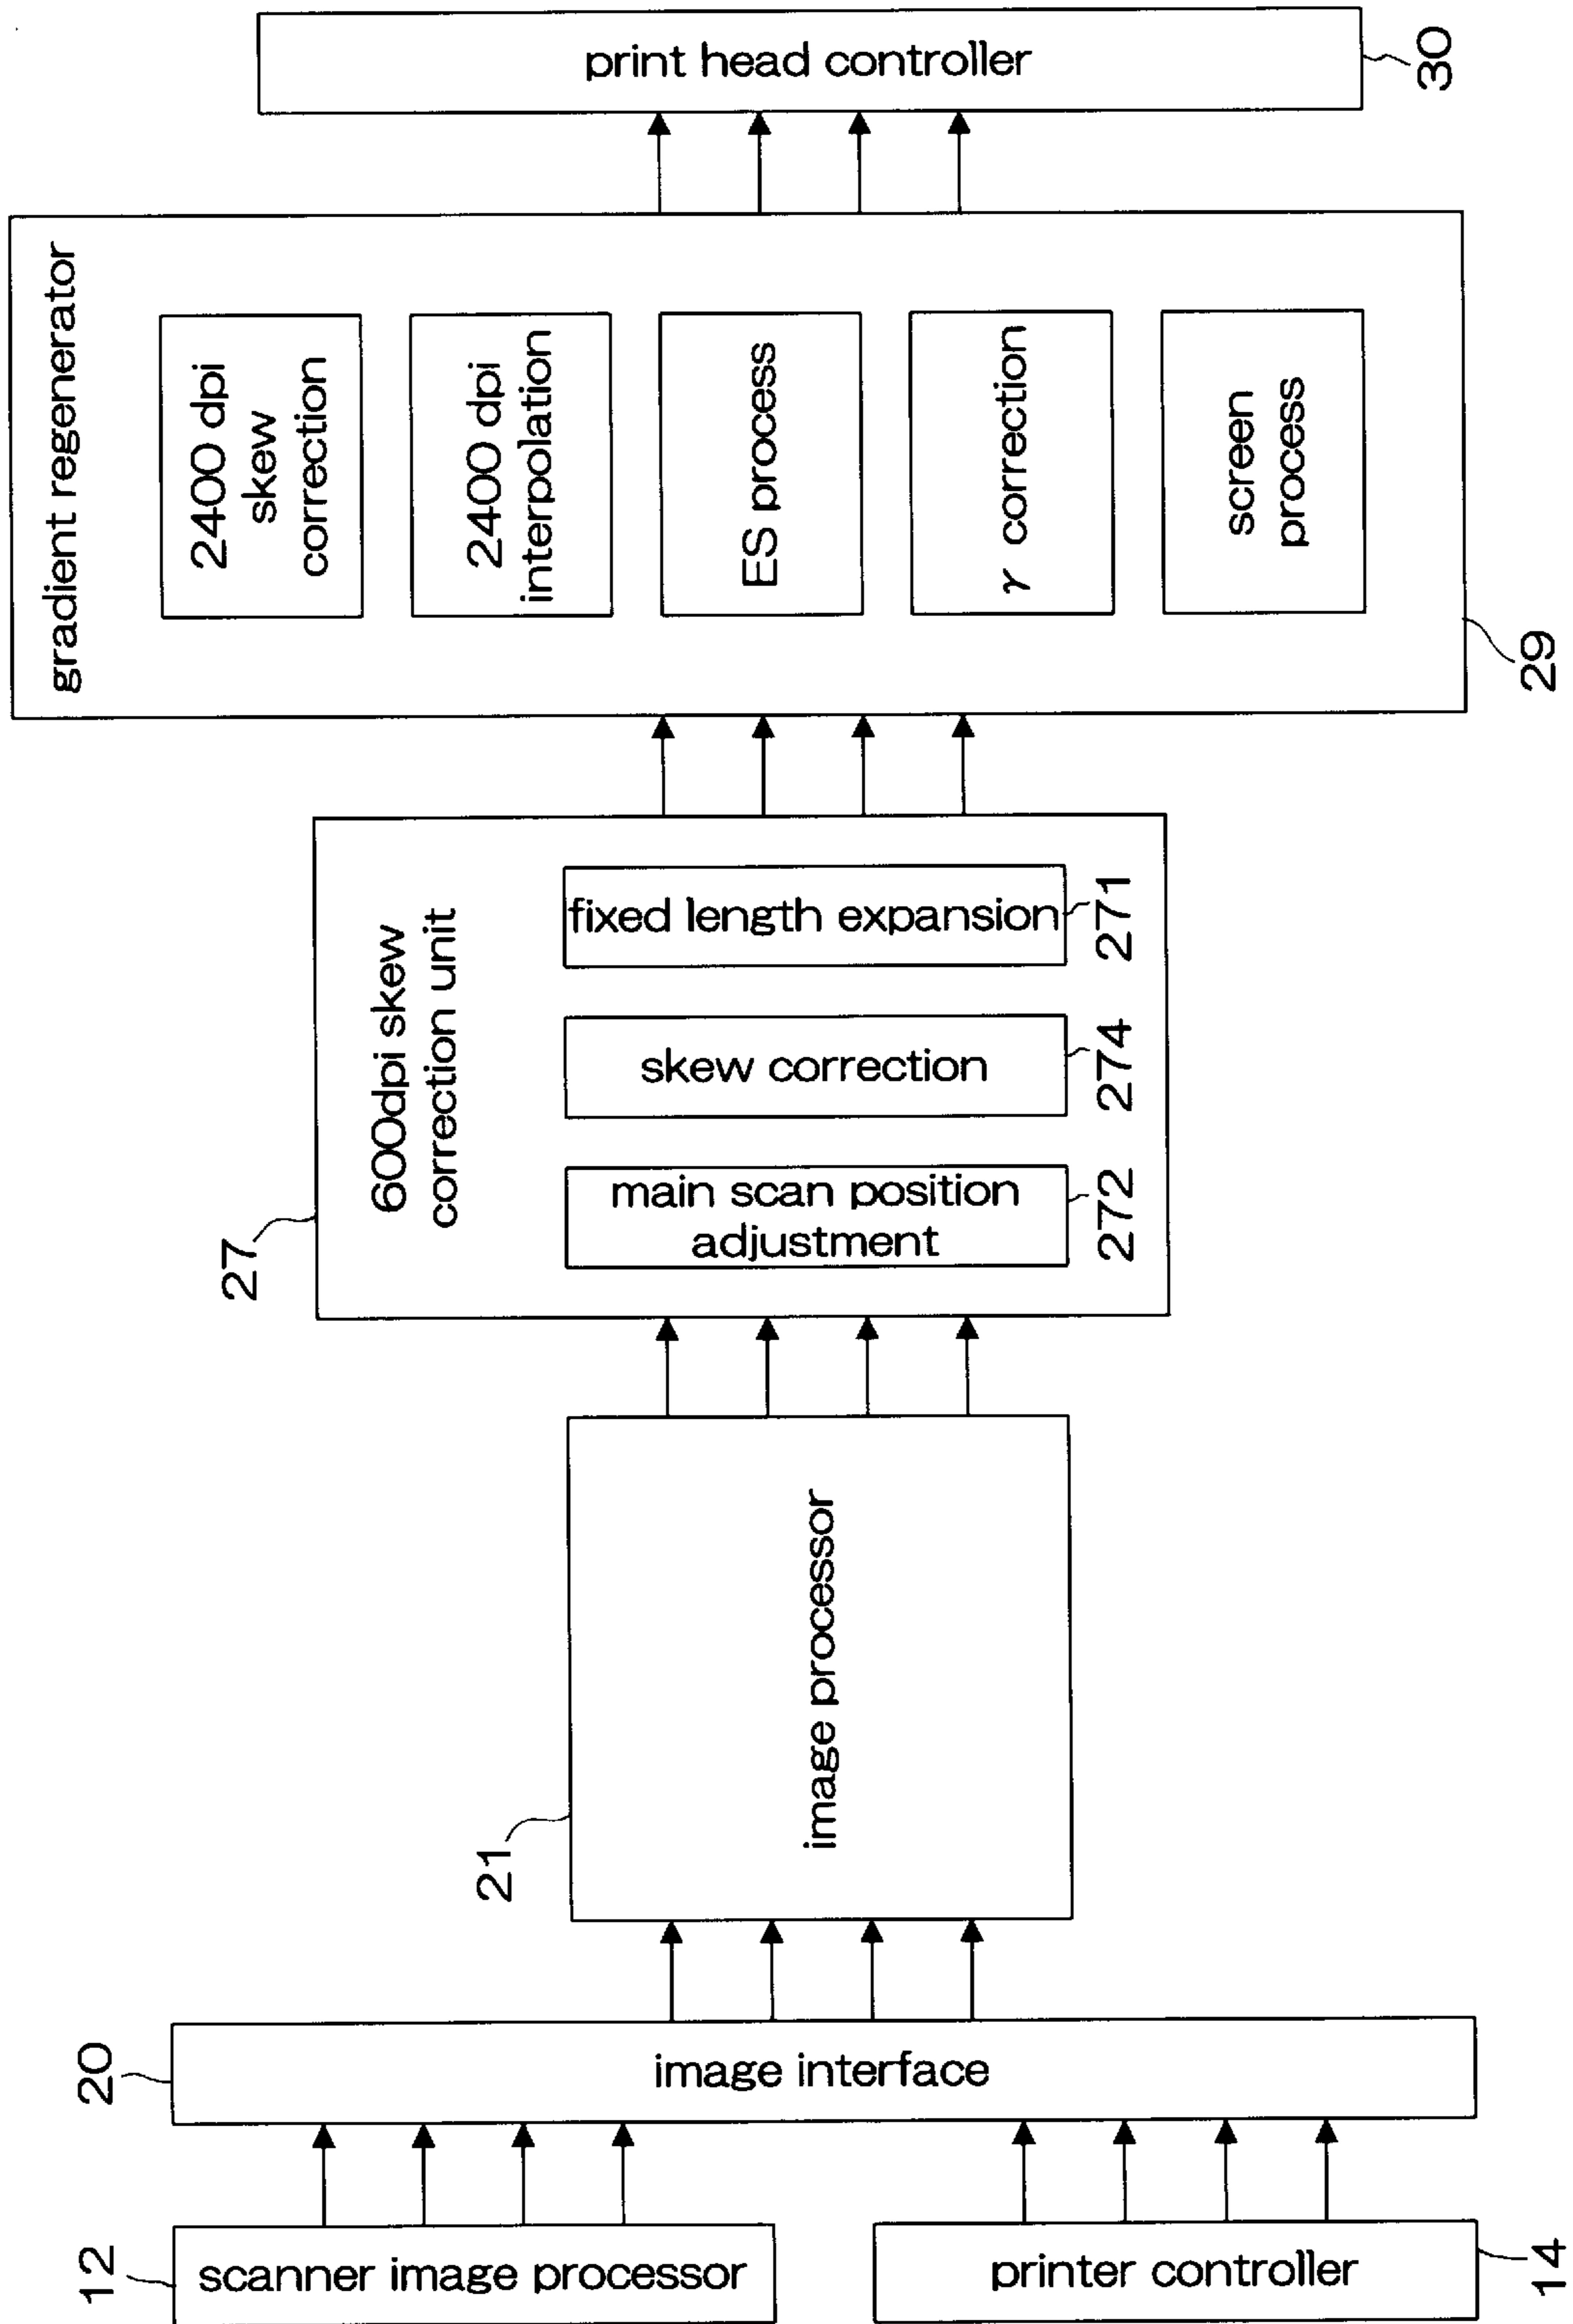 print head controller
30
gradient regenerator
2400 dpi
skew
correction
2400 dpi
interpolation
ES process
γ correction
screen
process
29
27
600dpi skew
correction unit
fixed length expansion
271
skew correction
274
main scan position
adjustment
272
21
image processor
20
image interface
12
scanner image processor
printer controller
14